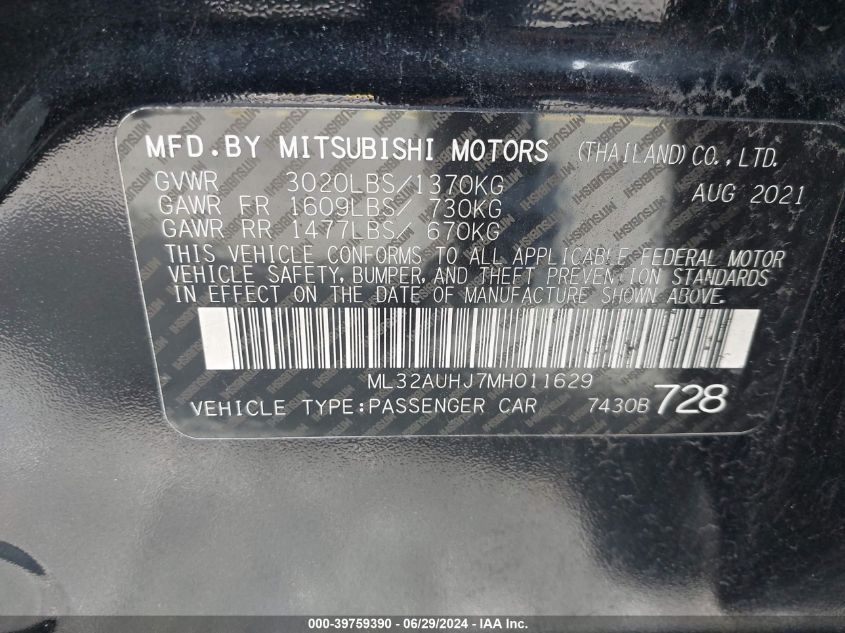 MFD.BY MITSUBISHI MOTORS (THAILAND)CO.,LTD.
GVWR 3020LBS/1370KG AUG 2021
GAWR FR 1609LBS/ 730KG
GAWR RR 1477LBS/ 670KG
THIS VEHICLE CONFORMS TO ALL APPLICABLE FEDERAL MOTOR
VEHICLE SAFETY, BUMPER, AND THEFT PREVENTION STANDARDS
IN EFFECT ON THE DATE OF MANUFACTURE SHOWN ABOVE.
ML32AUHJ7MH011629
VEHICLE TYPE:PASSENGER CAR 7430B 728
000-39759390 - 06/29/2024 - IAAI.com